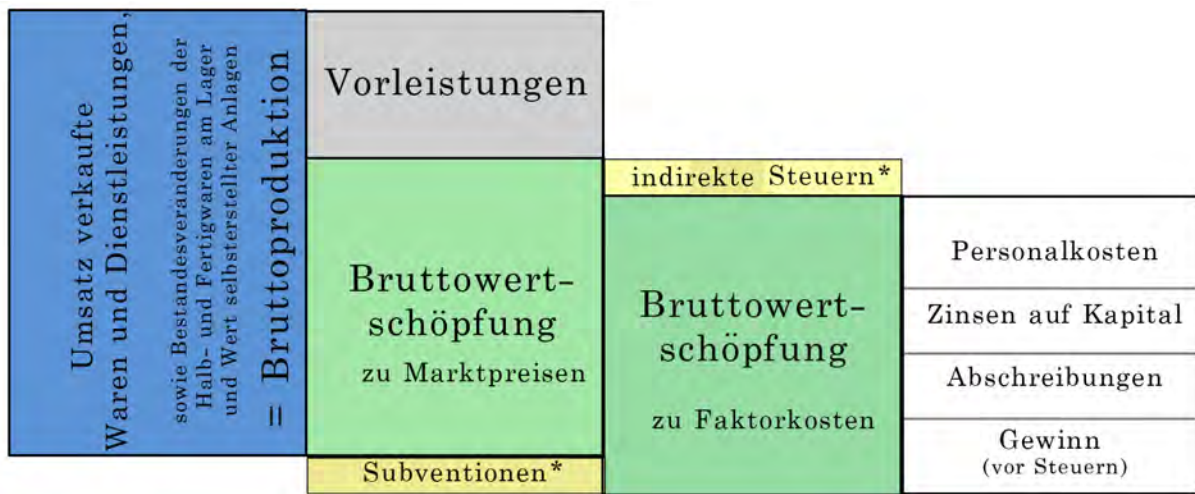 Umsatz verkaufte
Waren und Dienstleistungen,
sowie Bestandesveränderungen der
Halb- und Fertigwaren am Lager
und Wert selbsterstellter Anlagen
= Bruttoproduktion
Vorleistungen
Bruttowert-
schöpfung
zu Marktpreisen
Subventionen*
indirekte Steuern*
Bruttowert-
schöpfung
zu Faktorkosten
Personalkosten
Zinsen auf Kapital
Abschreibungen
Gewinn
(vor Steuern)